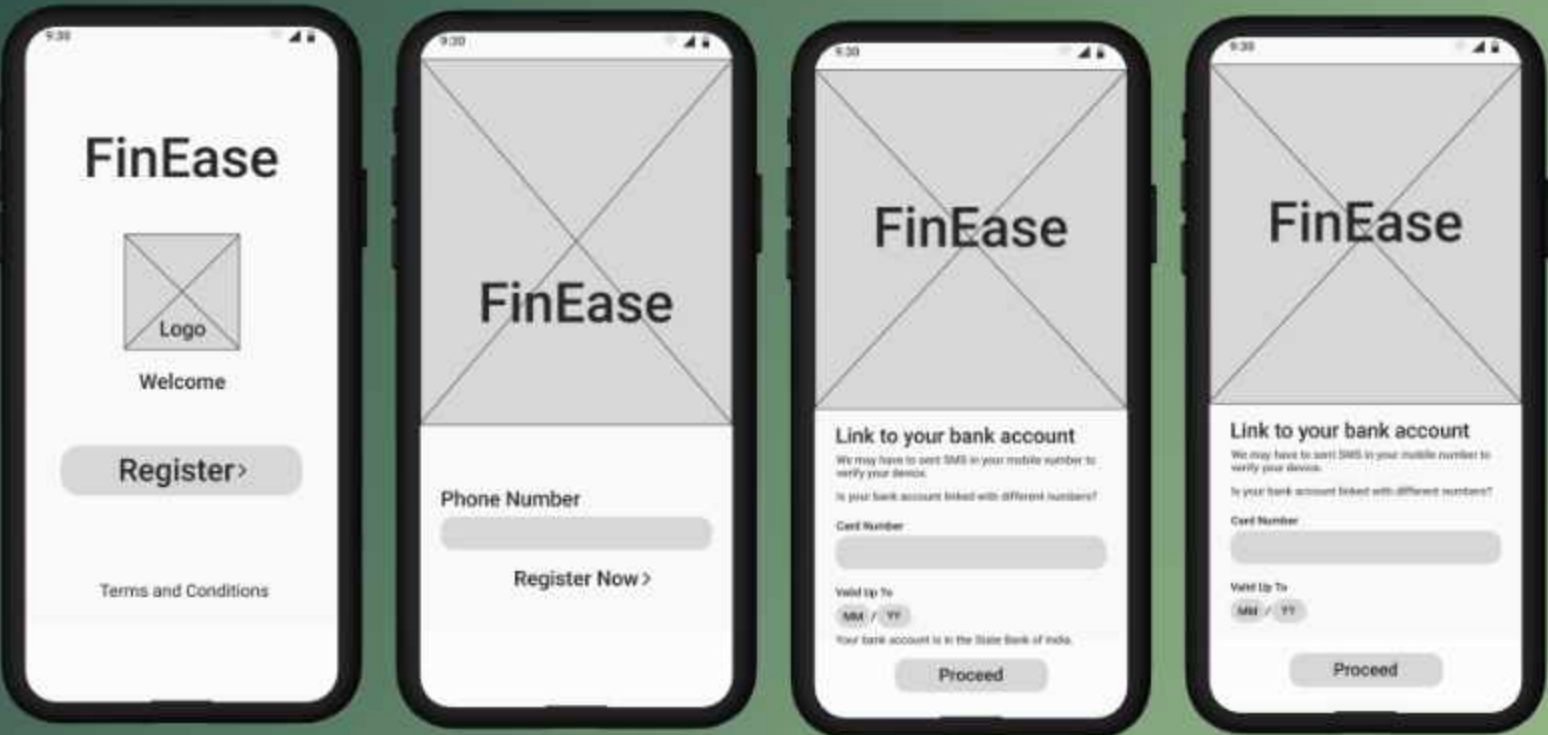 9:30
FinEase
Logo
Welcome
Register>
Terms and Conditions
9:30
FinEase
Phone Number
Register Now >
9:30
FinEase
Link to your bank account
We may have to sent SMS in your mobile number to
verify your device.
Is your bank account linked with different numbers?
Card Number
Valid Up To
MM / YY
Your bank account is in the State Bank of India.
Proceed
9:30
FinEase
Link to your bank account
We may have to sent SMS in your mobile number to
verify your device.
Is your bank account linked with different numbers?
Card Number
Valid Up To
MM / YY
Proceed